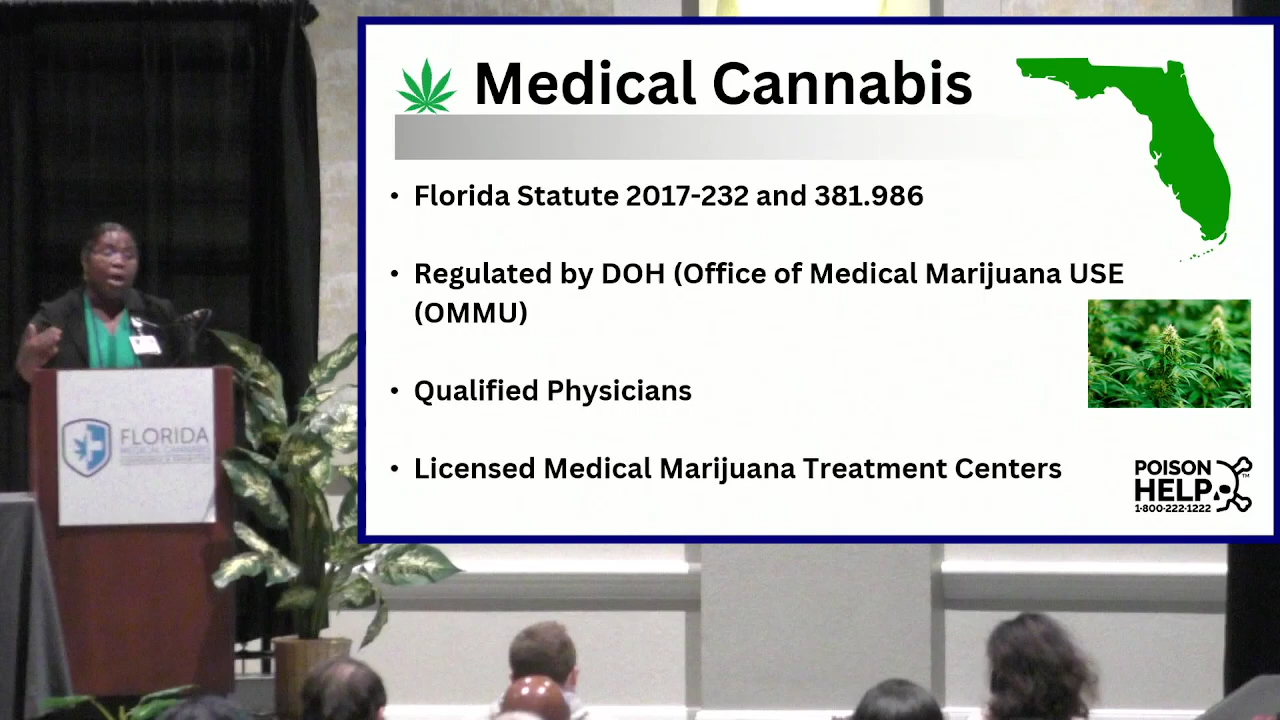 Medical Cannabis
• Florida Statute 2017-232 and 381.986
• Regulated by DOH (Office of Medical Marijuana USE
(OMMU)
• Qualified Physicians
• Licensed Medical Marijuana Treatment Centers
POISON
HELP
1-800-222-1222
FLORIDA
MEDICAL CANNABIS